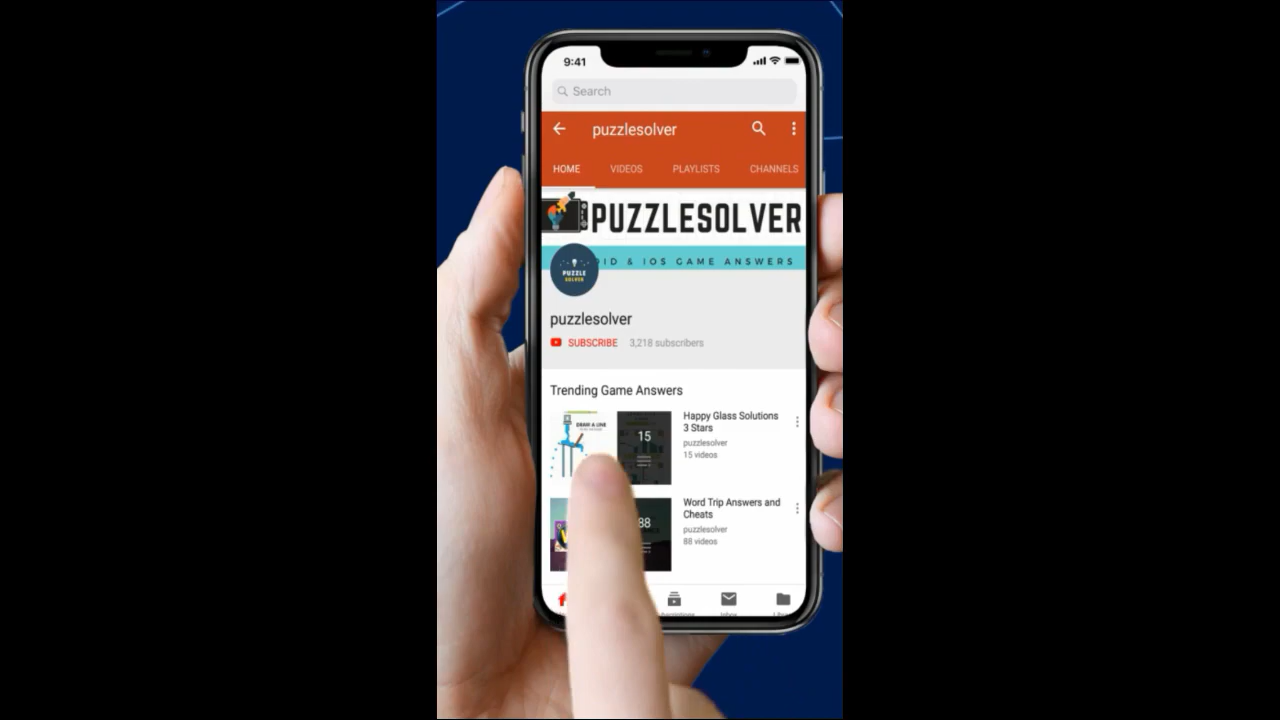 9:41
Search
puzzlesolver
HOME VIDEOS PLAYLISTS CHANNELS
PUZZLESOLVER
& IOS GAME ANSWERS
PUZZLE
SOLVER
puzzlesolver
SUBSCRIBE 3,218 subscribers
Trending Game Answers
DRAW A LINE
15
Happy Glass Solutions
3 Stars
puzzlesolver
15 videos
88
Word Trip Answers and
Cheats
puzzlesolver
88 videos